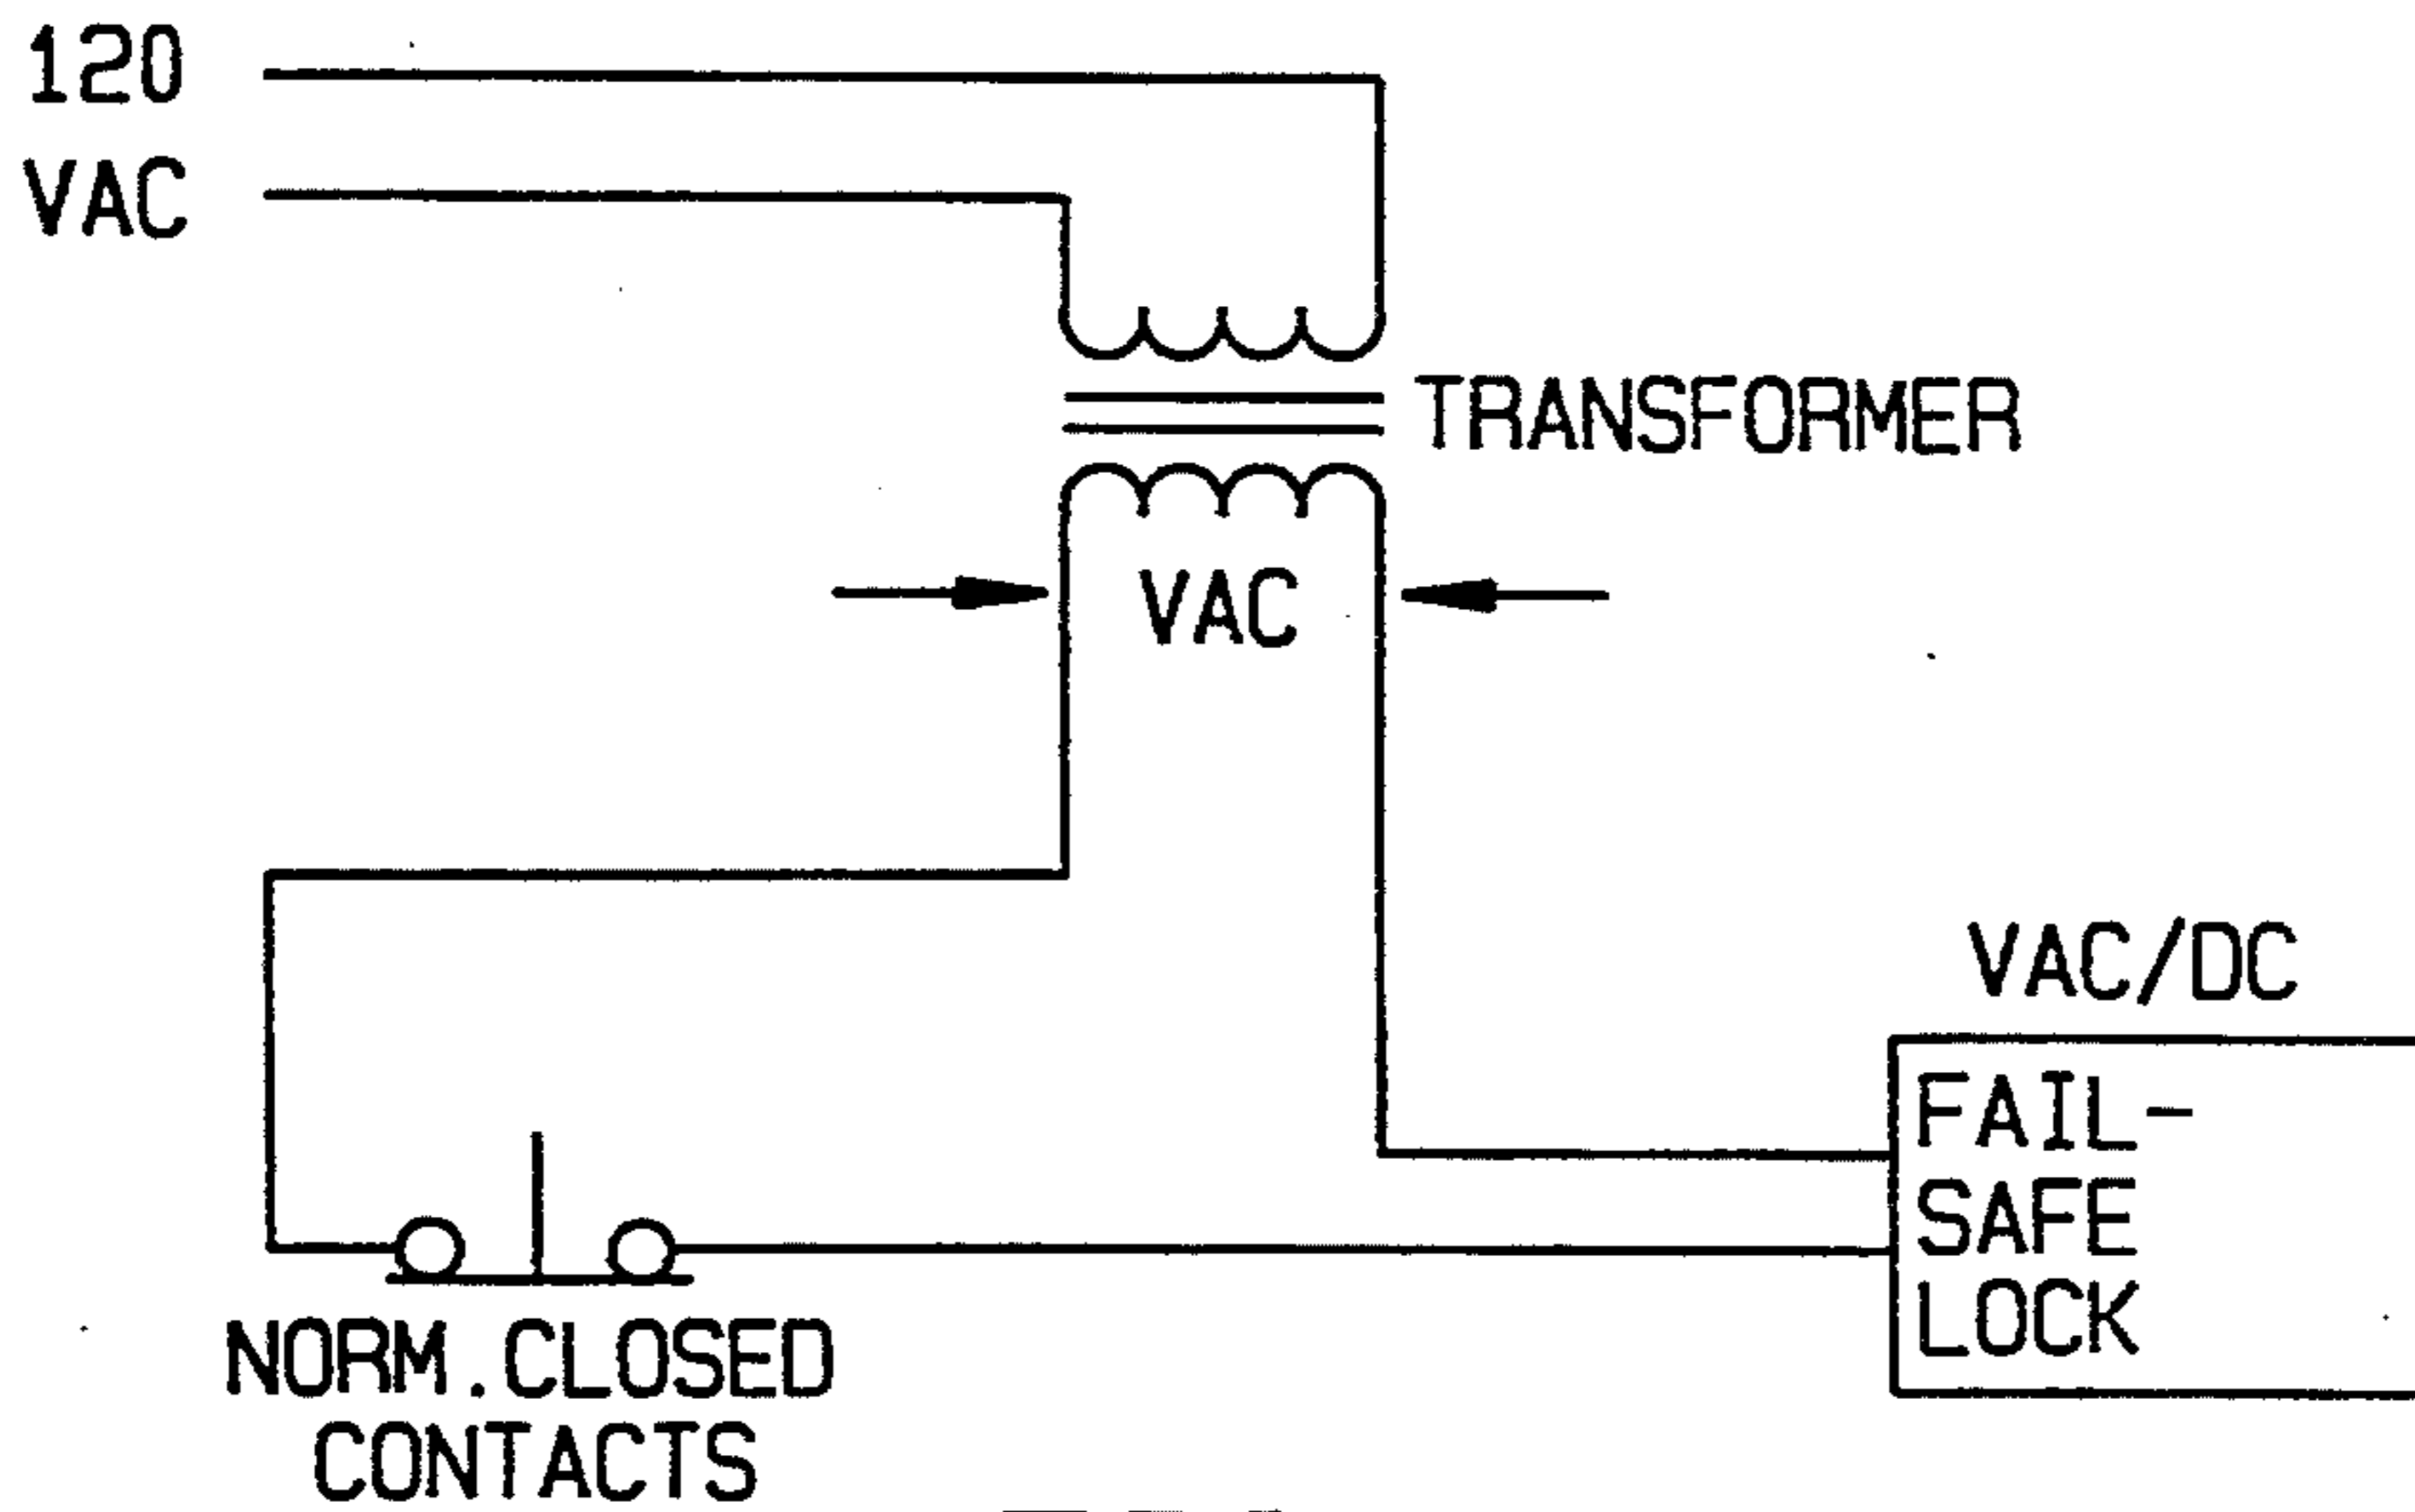 120
VAC
TRANSFORMER
VAC
VAC/DC
FAIL-
SAFE
LOCK
NORM.CLOSED
CONTACTS